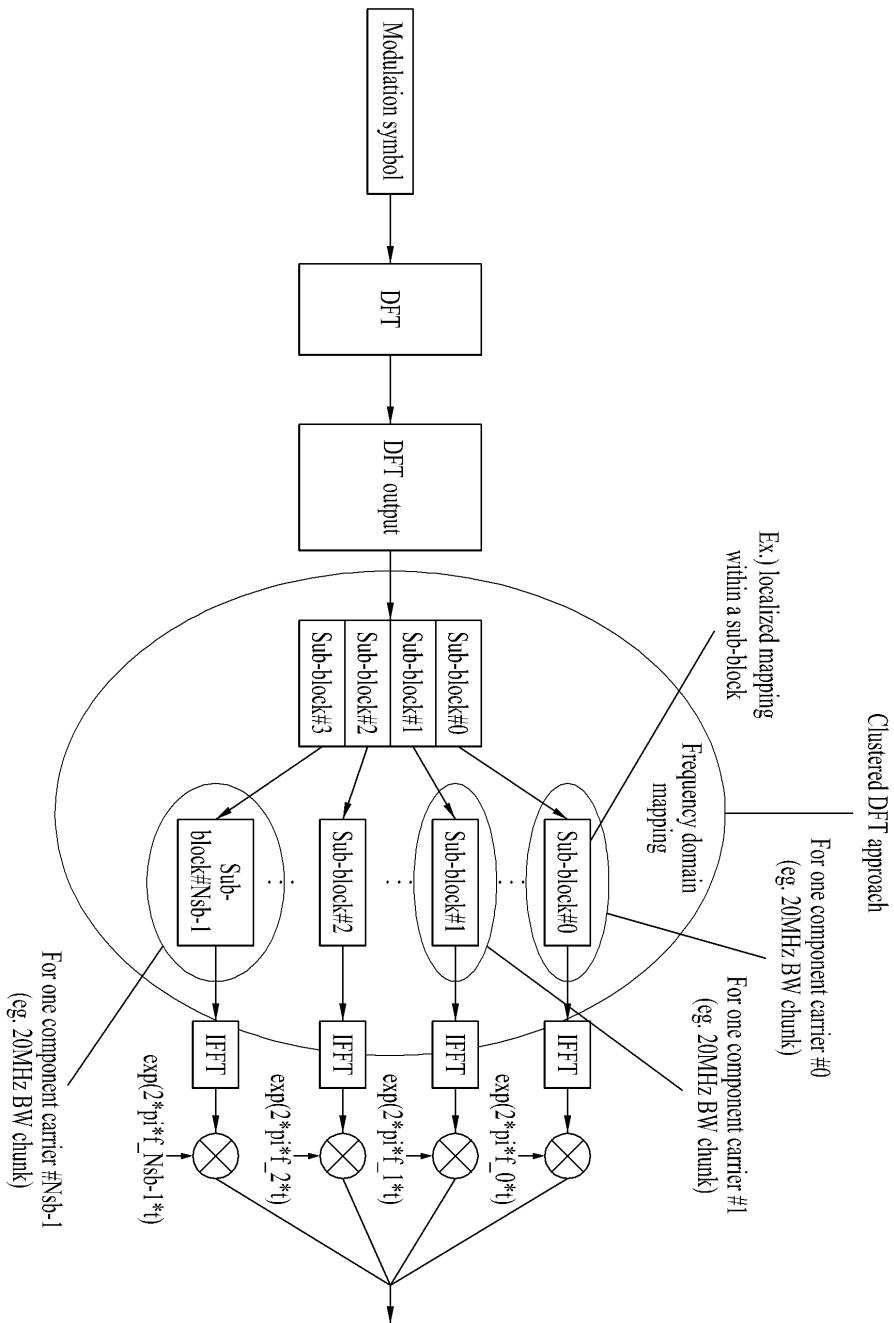 Clustered DFT approach
For one component carrier #0
(eg. 20MHz BW chunk)
Ex.) localized mapping
within a sub-block
For one component carrier #1
(eg. 20MHz BW chunk)
Frequency domain
mapping
Modulation symbol
DFT
DFT output
Sub-block#0
Sub-block#1
Sub-block#2
Sub-block#3
Sub-block#0
IFFT
exp(2*pi*f_0*t)
Sub-block#1
IFFT
exp(2*pi*f_1*t)
Sub-block#2
IFFT
exp(2*pi*f_2*t)
Sub-
block#Nsb-1
IFFT
exp(2*pi*f_Nsb-1*t)
For one component carrier #Nsb-1
(eg. 20MHz BW chunk)